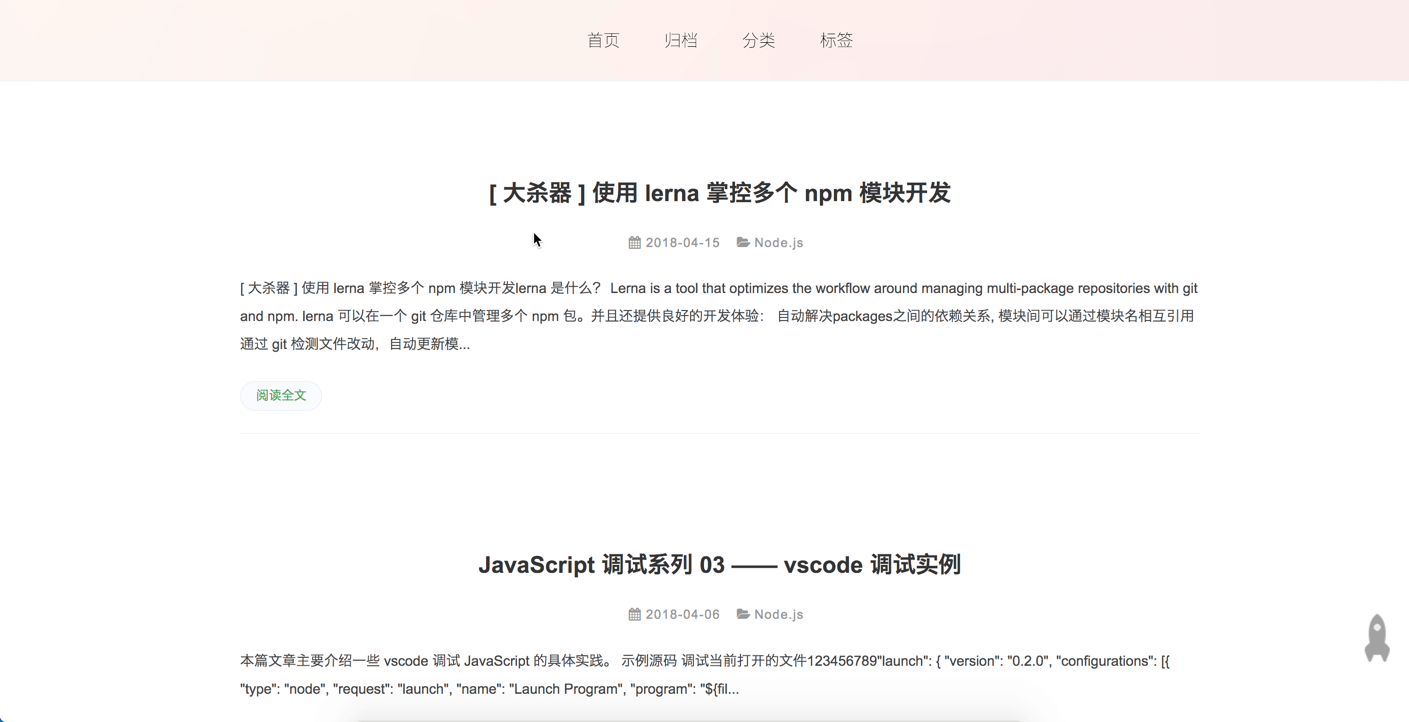 首页 归档 分类 标签
[ 大杀器 ] 使用 lerna 掌控多个 npm 模块开发
2018-04-15 Node.js
[ 大杀器 ] 使用 lerna 掌控多个 npm 模块开发lerna 是什么？ Lerna is a tool that optimizes the workflow around managing multi-package repositories with git
and npm. lerna 可以在一个 git 仓库中管理多个 npm 包。并且还提供良好的开发体验： 自动解决packages之间的依赖关系, 模块间可以通过模块名相互引用
通过 git 检测文件改动，自动更新模...
阅读全文
JavaScript 调试系列 03 —— vscode 调试实例
2018-04-06 Node.js
本篇文章主要介绍一些 vscode 调试 JavaScript 的具体实践。 示例源码 调试当前打开的文件123456789"launch": { "version": "0.2.0", "configurations": [{
"type": "node", "request": "launch", "name": "Launch Program", "program": "${fil...